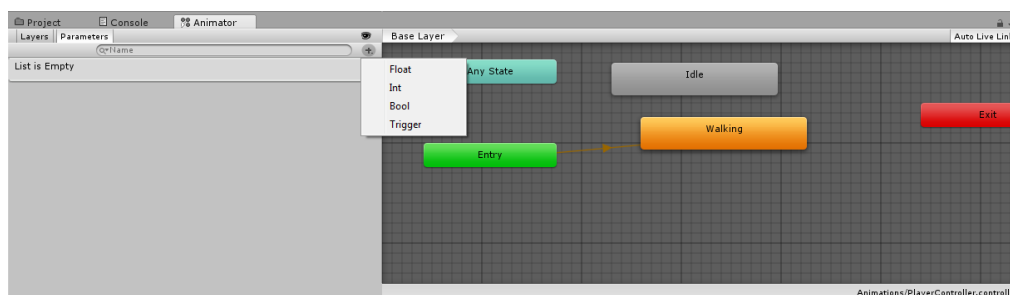 Project Console Animator
Layers Parameters
Name
List is Empty
Float
Int
Bool
Trigger
Base Layer
Auto Live Lin
Any State
Idle
Exit
Walking
Entry
Animations/PlayerController.controll